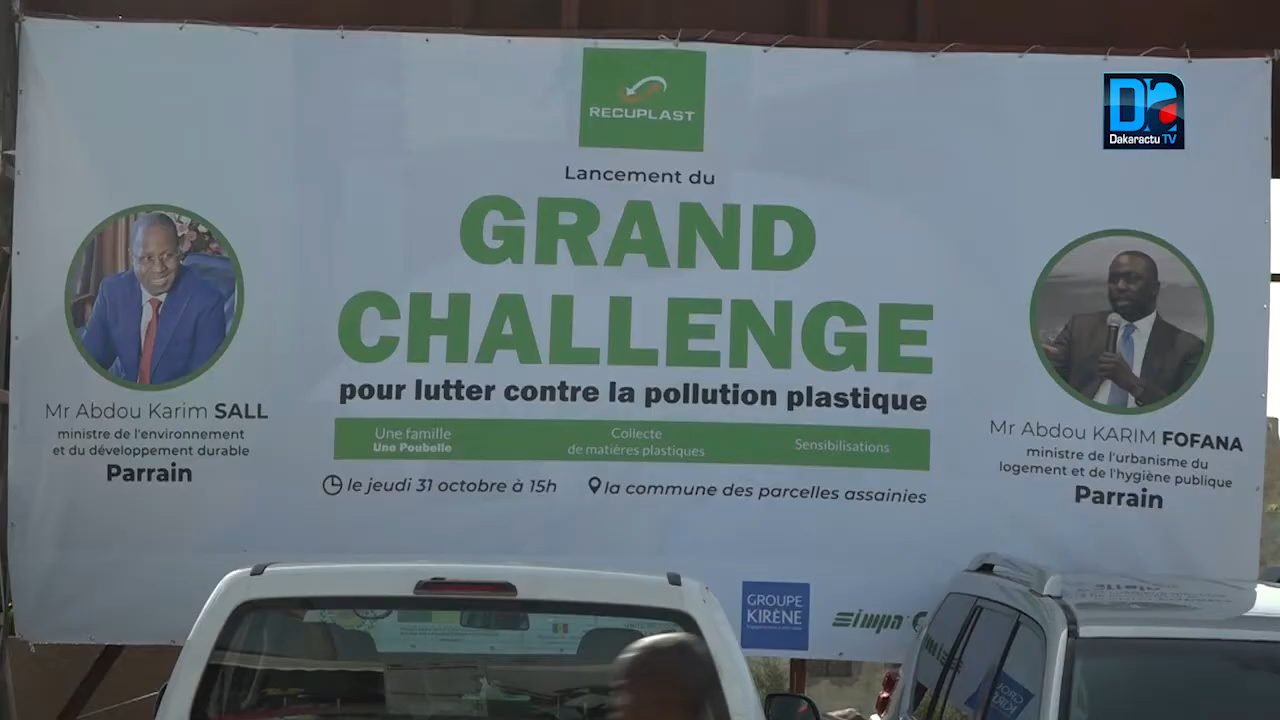 RECUPLAST
Dakaractu TV
Lancement du
GRAND
CHALLENGE
pour lutter contre la pollution plastique
Une famille
Une Poubelle
Collecte
de matières plastiques
Sensibilisations
le jeudi 31 octobre à 15h
la commune des parcelles assainies
Mr Abdou Karim SALL
ministre de l'environnement
et du développement durable
Parrain
Mr Abdou KARIM FOFANA
ministre de l'urbanisme du
logement et de l'hygiène publique
Parrain
GROUPE
KIRÈNE
simpa